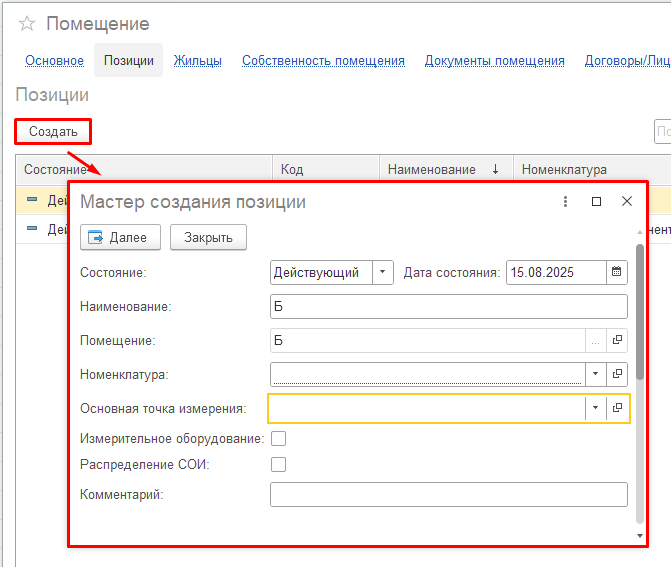 Помещение
Основное Позиции Жильцы Собственность помещения Документы помещения Договоры/Лиц
Позиции
Создать По
Состояние Код Наименование ↓ Номенклатура
Дей
Дей нент
Мастер создания позиции
Далее Закрыть
Состояние: Действующий Дата состояния: 15.08.2025
Наименование: Б
Помещение: Б ...
Номенклатура:
Основная точка измерения:
Измерительное оборудование:
Распределение СОИ:
Комментарий: